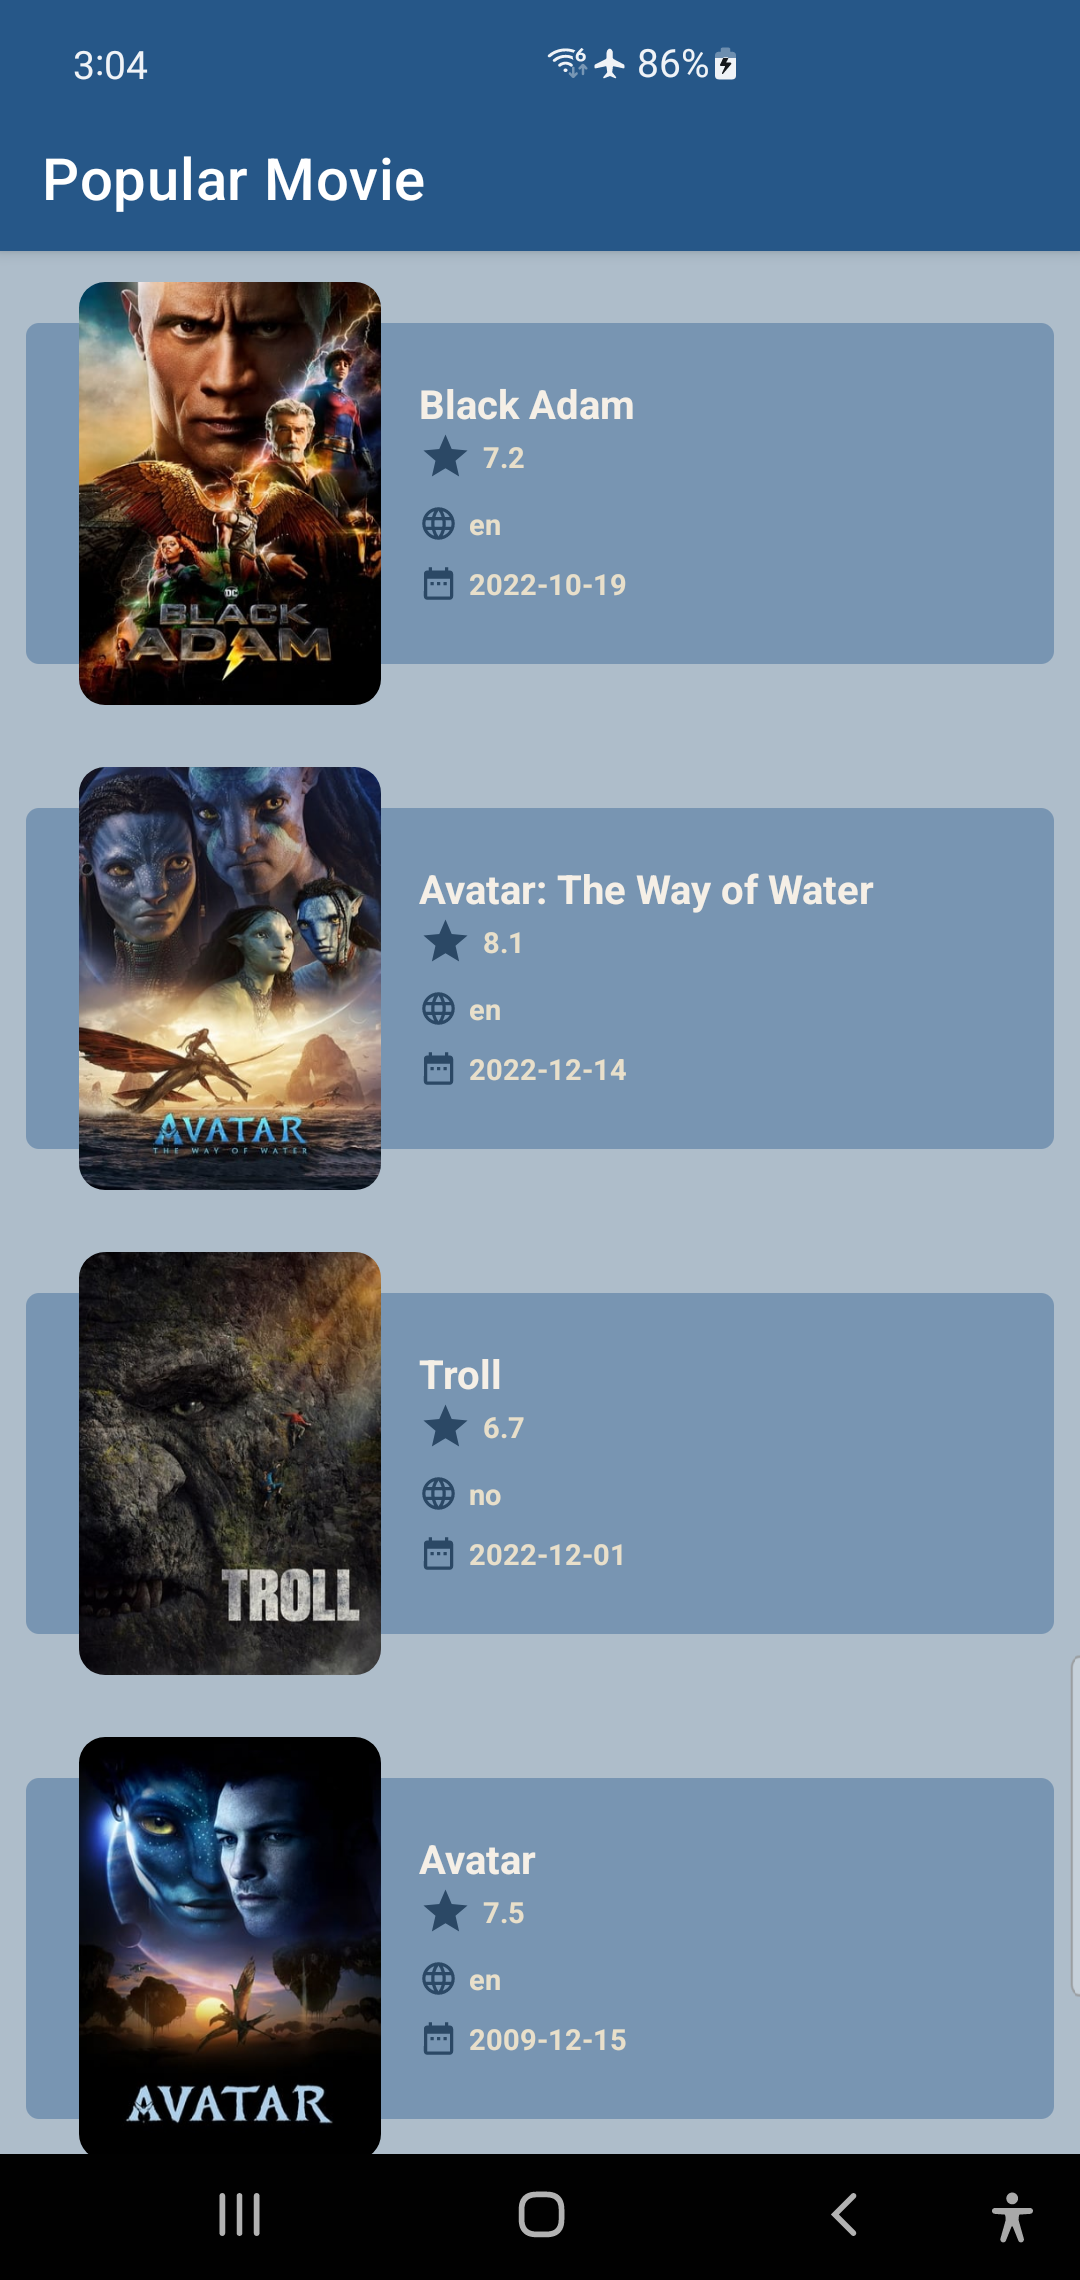 3:04
6 86%
Popular Movie
DC
BLACK
ADAM
Black Adam
7.2
en
2022-10-19
AVATAR
THE WAY OF WATER
Avatar: The Way of Water
8.1
en
2022-12-14
TROLL
Troll
6.7
no
2022-12-01
AVATAR
Avatar
7.5
en
2009-12-15